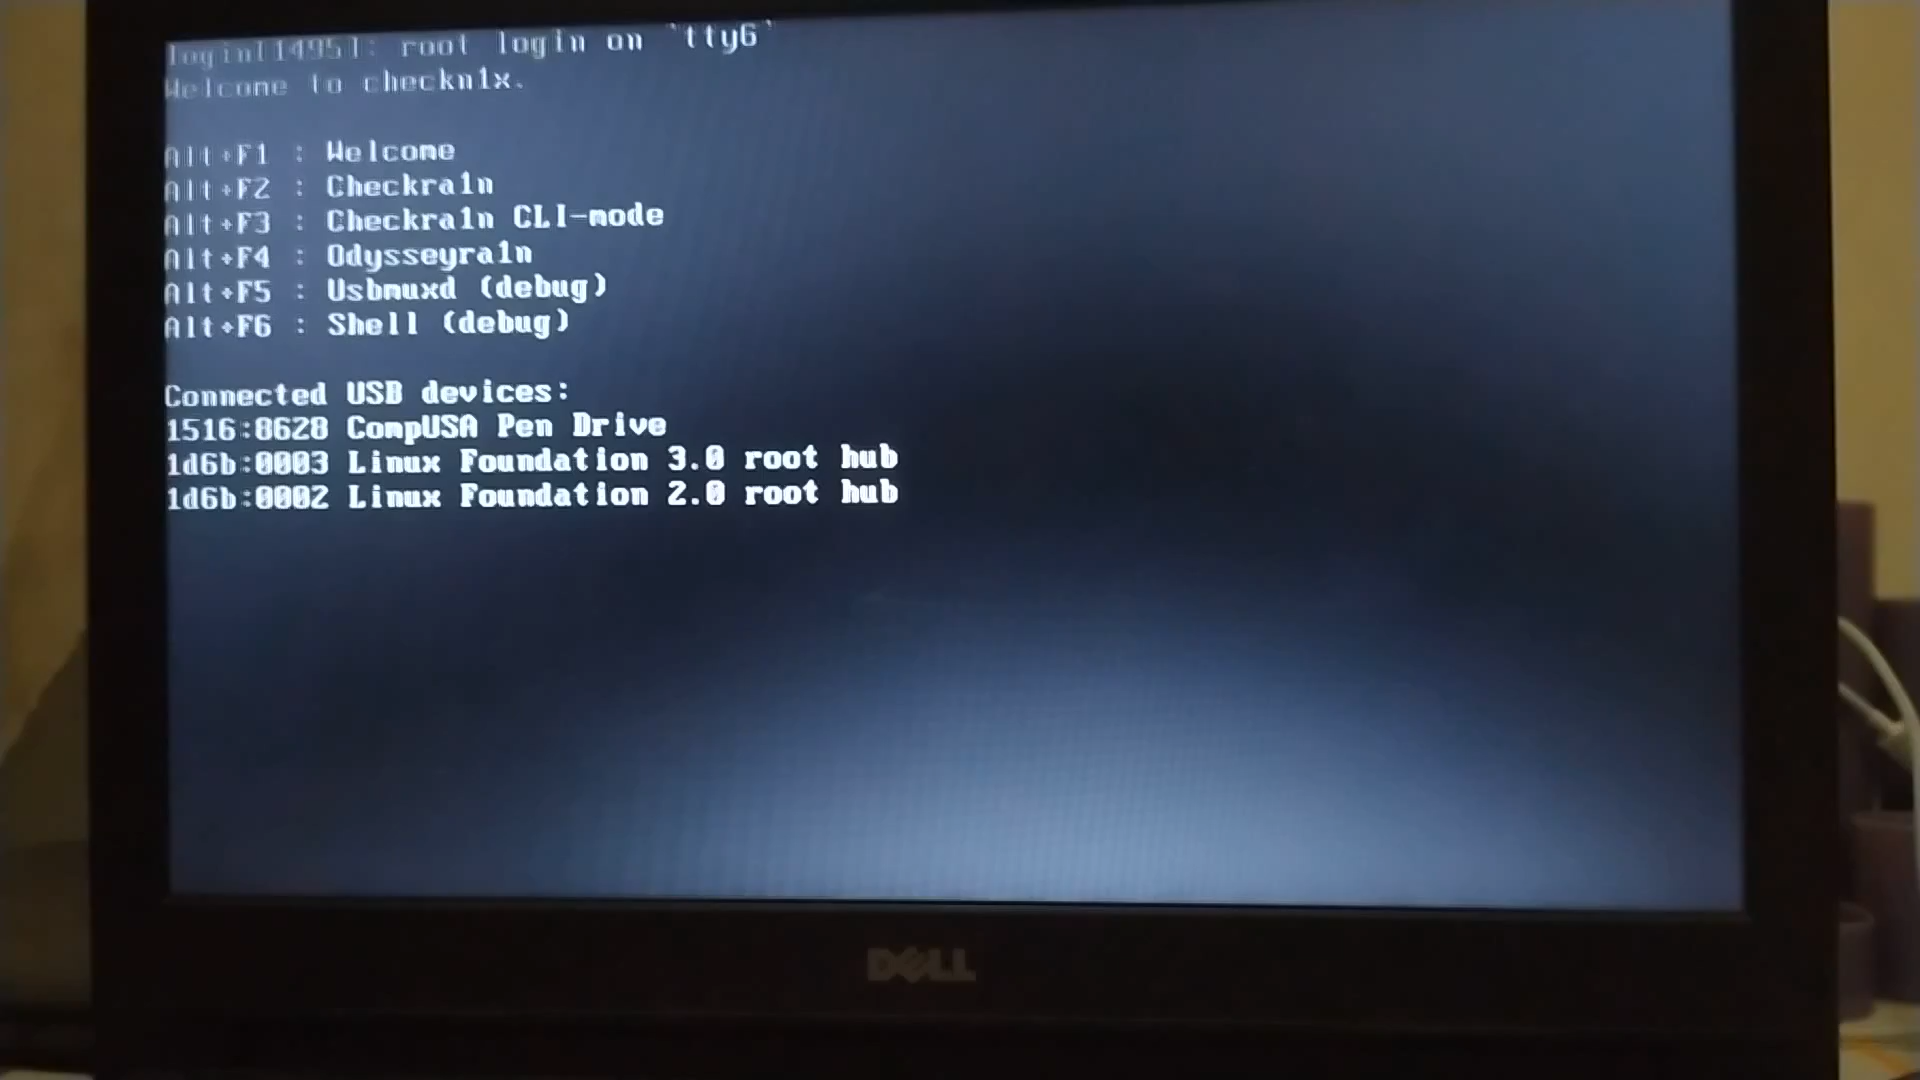 login[1495]: root login on `tty6`
Welcome to checkn1x.
Alt+F1 : Welcome
Alt+F2 : Checkra1n
Alt+F3 : Checkra1n CLI-mode
Alt+F4 : Odysseyra1n
Alt+F5 : Usbmuxd (debug)
Alt+F6 : Shell (debug)
Connected USB devices:
1516:8628 CompUSA Pen Drive
1d6b:0003 Linux Foundation 3.0 root hub
1d6b:0002 Linux Foundation 2.0 root hub
DELL